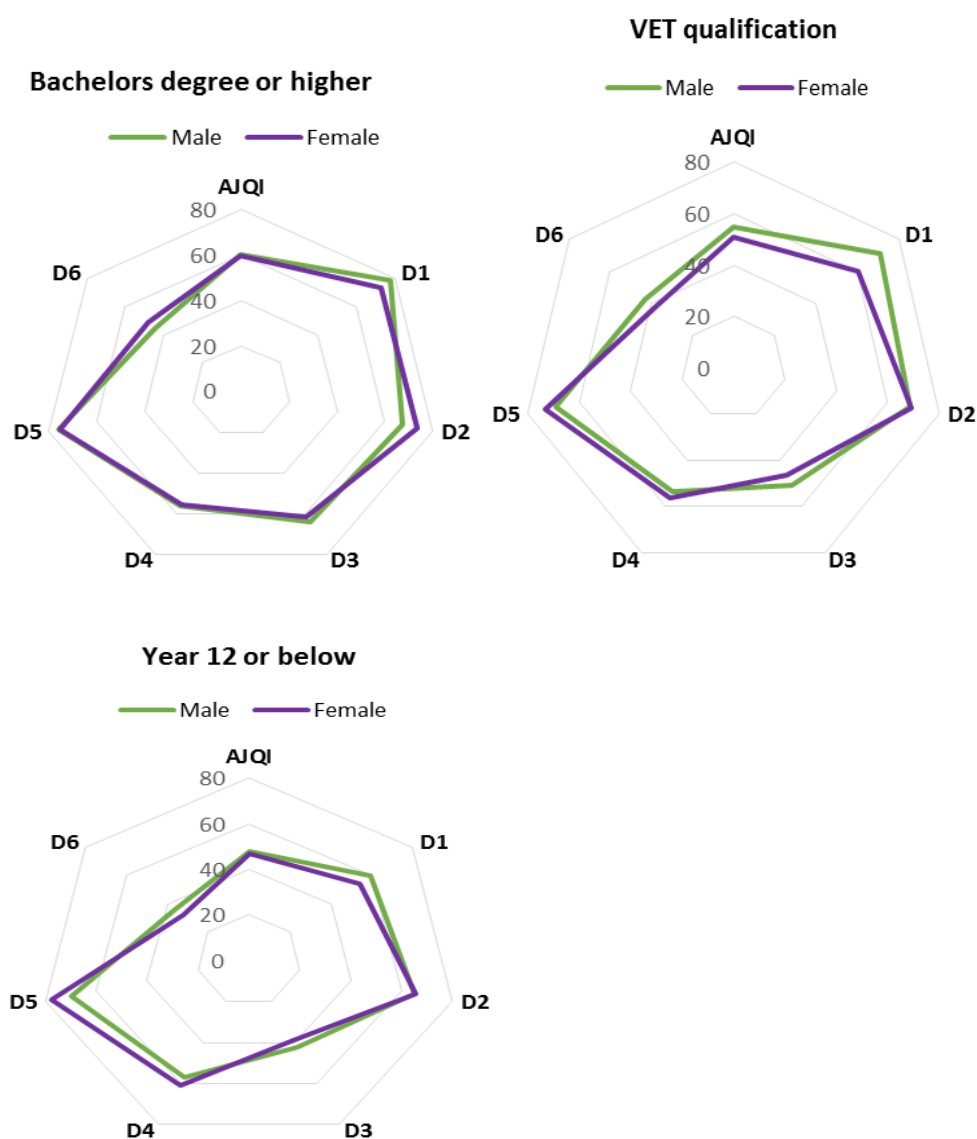 Bachelors degree or higher
Male Female
AJQI
80
60
40
20
0
D1
D2
D3
D4
D5
D6
VET qualification
Male Female
AJQI
80
60
40
20
0
D1
D2
D3
D4
D5
D6
Year 12 or below
Male Female
AJQI
80
60
40
20
0
D1
D2
D3
D4
D5
D6